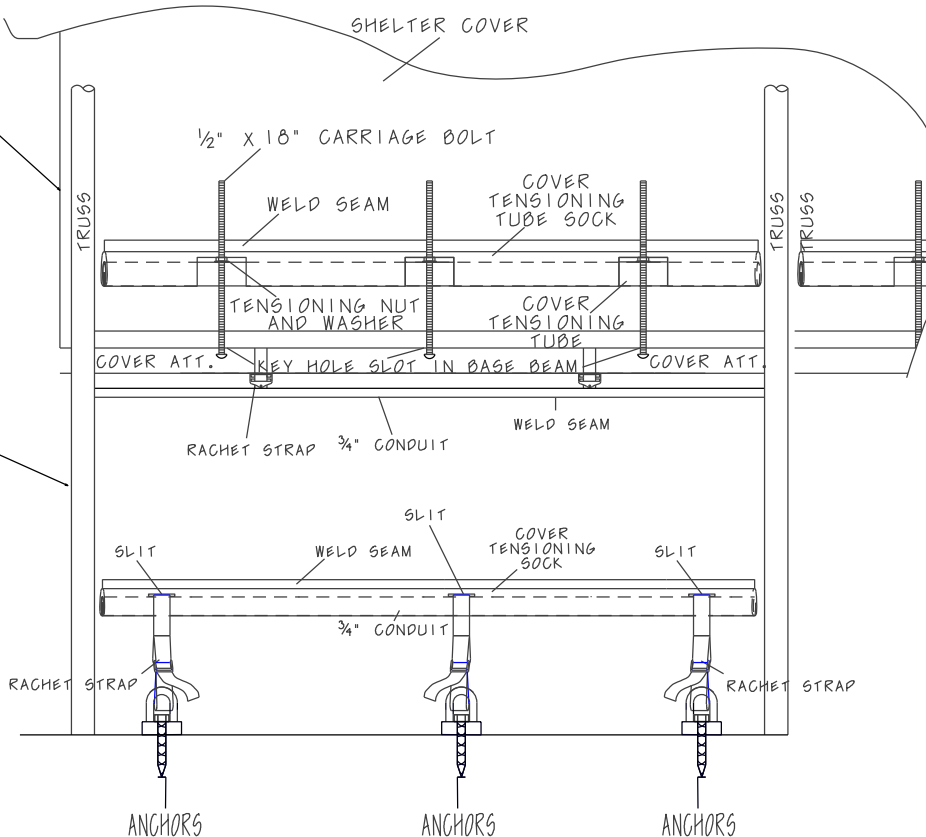 SHELTER COVER
½" X 18" CARRIAGE BOLT
COVER
TENSIONING
TUBE SOCK
WELD SEAM
TRUSS
TRUSS
TRUSS
TENSIONING NUT
AND WASHER
COVER
TENSIONING
TUBE
COVER ATT.
KEY HOLE SLOT IN BASE BEAM
COVER ATT.
RACHET STRAP
¾" CONDUIT
WELD SEAM
SLIT
SLIT
WELD SEAM
COVER
TENSIONING
SOCK
SLIT
¾" CONDUIT
RACHET STRAP
RACHET STRAP
ANCHORS
ANCHORS
ANCHORS